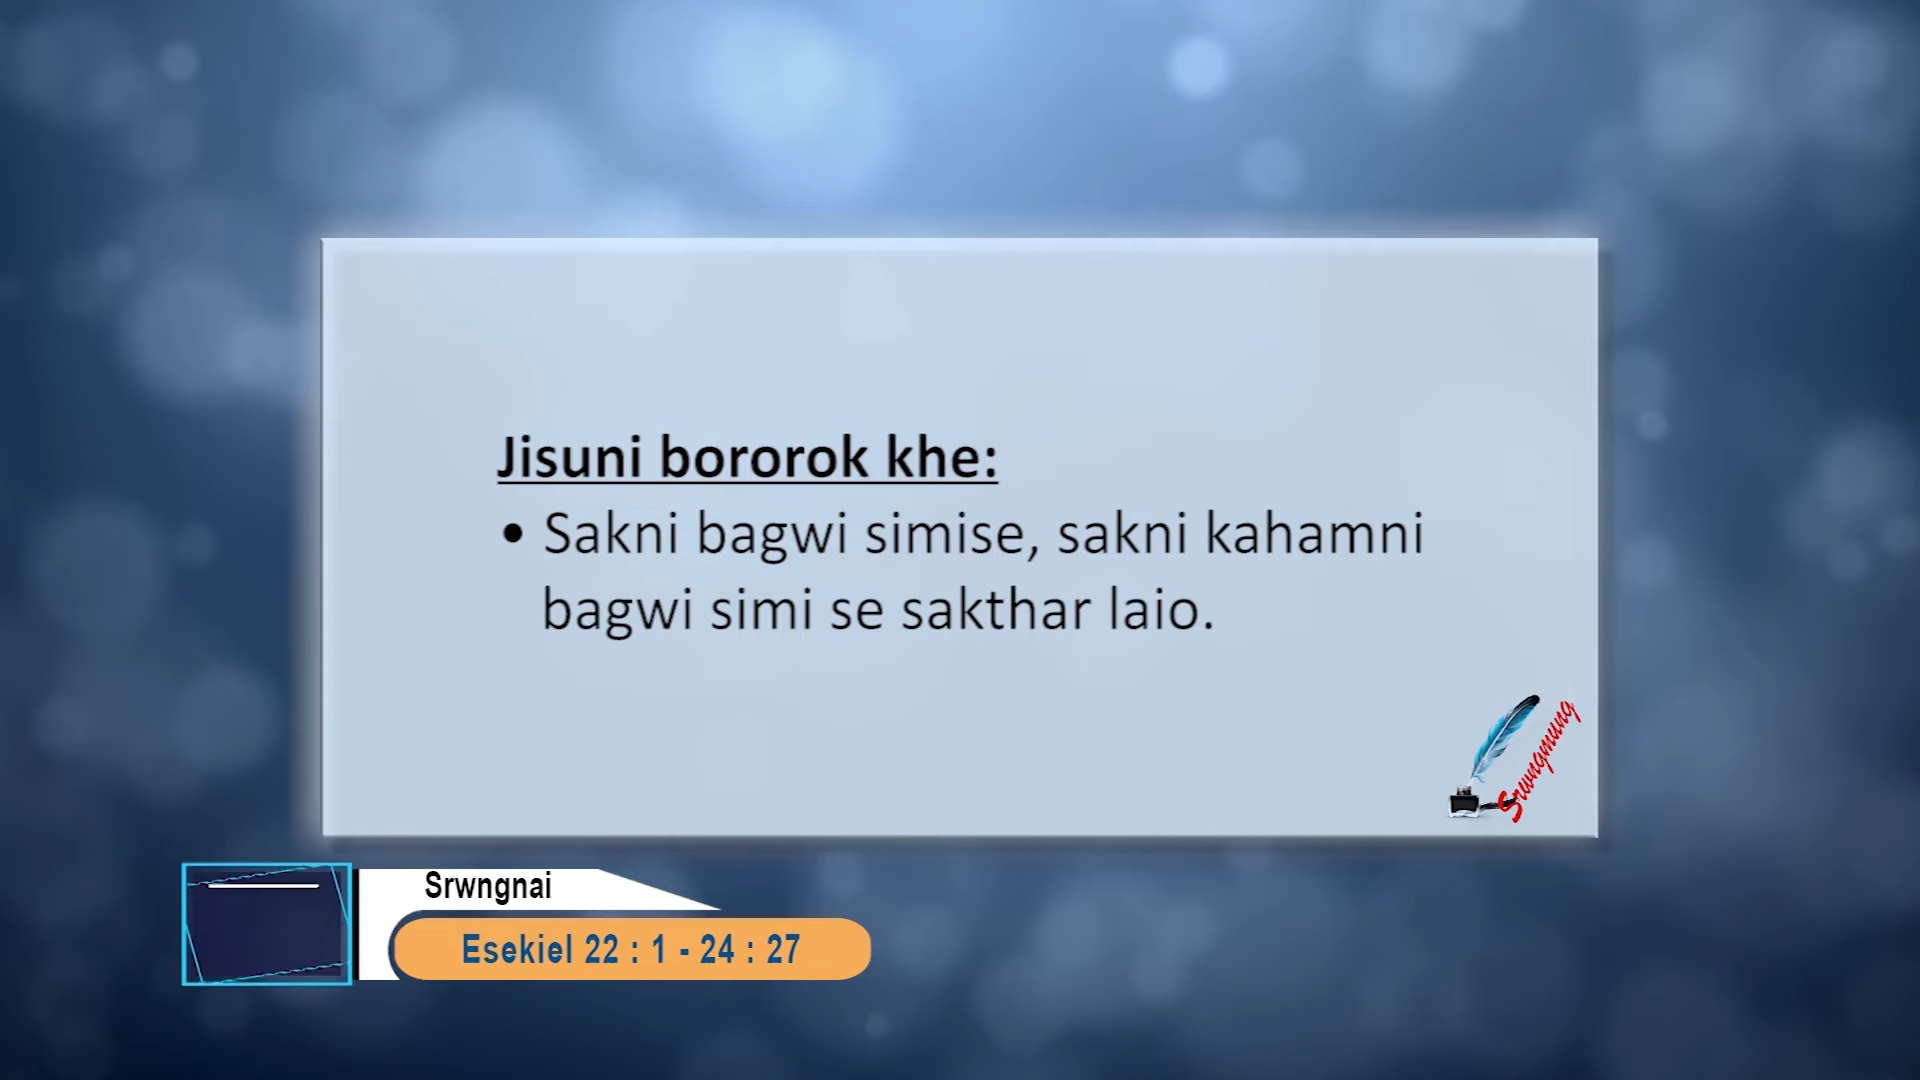 Jisuni bororok khe:
• Sakni bagwi simise, sakni kahamni
bagwi simi se sakthar laio.
Srwngmung
Srwngnai
Esekiel 22 : 1 - 24 : 27